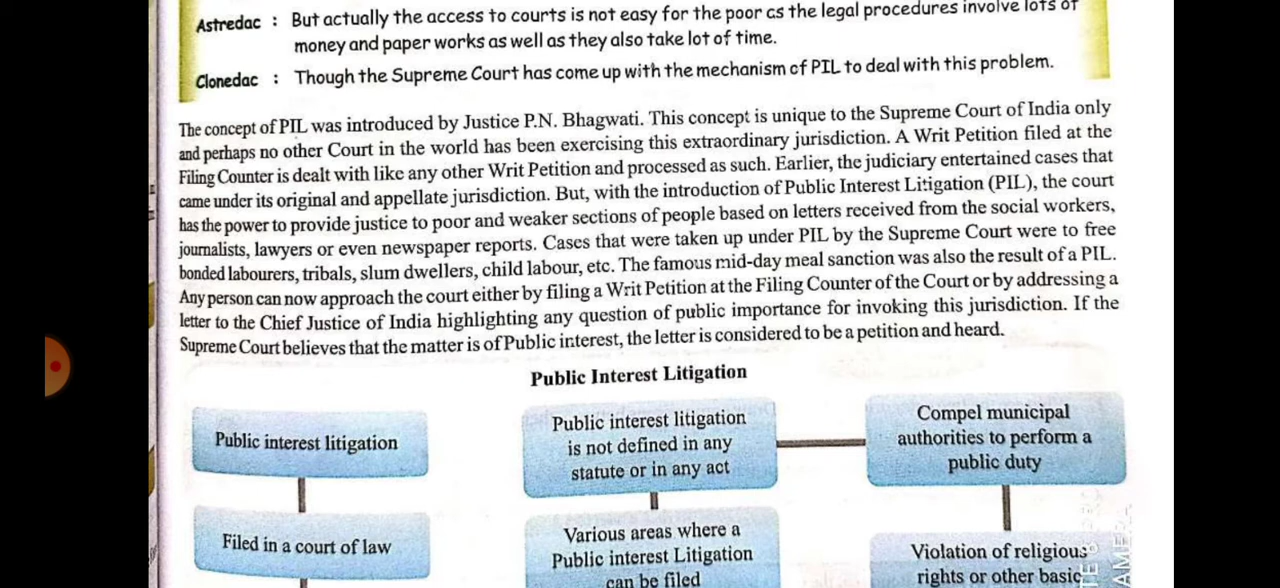 Astredac : But actually the access to courts is not easy for the poor as the legal procedures involve lots of
money and paper works as well as they also take lot of time.
Clonedac : Though the Supreme Court has come up with the mechanism of PIL to deal with this problem.
The concept of PIL was introduced by Justice P.N. Bhagwati. This concept is unique to the Supreme Court of India only
and perhaps no other Court in the world has been exercising this extraordinary jurisdiction. A Writ Petition filed at the
Filing Counter is dealt with like any other Writ Petition and processed as such. Earlier, the judiciary entertained cases that
came under its original and appellate jurisdiction. But, with the introduction of Public Interest Litigation (PIL), the court
has the power to provide justice to poor and weaker sections of people based on letters received from the social workers,
journalists, lawyers or even newspaper reports. Cases that were taken up under PIL by the Supreme Court were to free
bonded labourers, tribals, slum dwellers, child labour, etc. The famous mid-day meal sanction was also the result of a PIL.
Any person can now approach the court either by filing a Writ Petition at the Filing Counter of the Court or by addressing a
letter to the Chief Justice of India highlighting any question of public importance for invoking this jurisdiction. If the
Supreme Court believes that the matter is of Public interest, the letter is considered to be a petition and heard.
Public Interest Litigation
Public interest litigation
Filed in a court of law
Public interest litigation
is not defined in any
statute or in any act
Various areas where a
Public interest Litigation
can be filed
Compel municipal
authorities to perform a
public duty
Violation of religious
rights or other basic